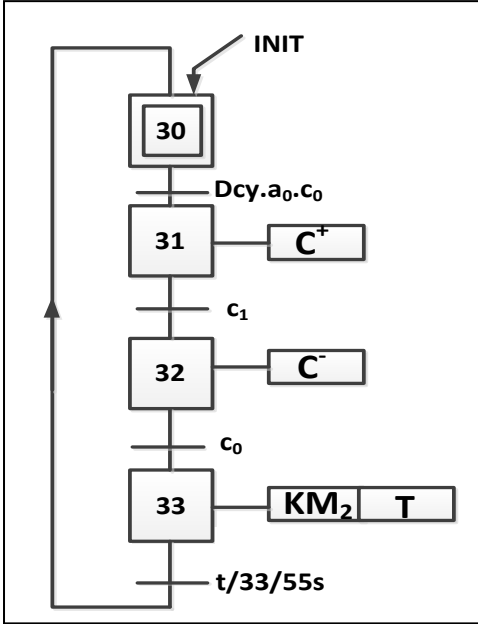 INIT
30
Dcy.a₀.c₀
31
C⁺
c₁
32
C⁻
c₀
33
KM₂ T
t/33/55s